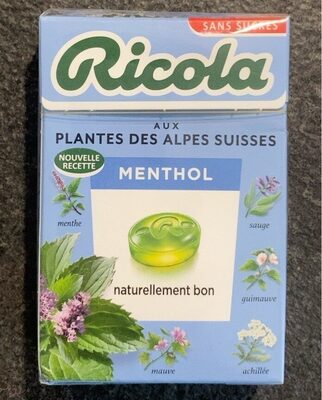 SANS SUCRES
Ricola
AUX
PLANTES DES ALPES SUISSES
NOUVELLE
RECETTE
MENTHOL
menthe
sauge
naturellement bon
guimauve
mauve
achillée